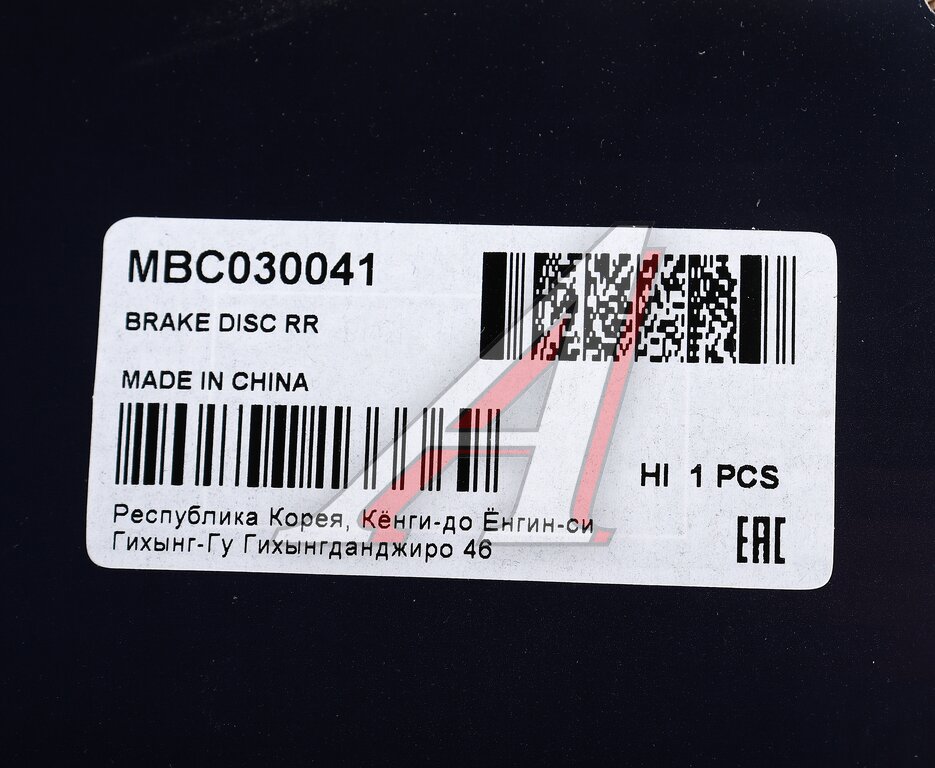 MBC030041
BRAKE DISC RR
MADE IN CHINA
HI 1 PCS
Республика Корея, Кёнги-до Ёнгин-си
Гихынг-Гу Гихынгданджиро 46
EAC